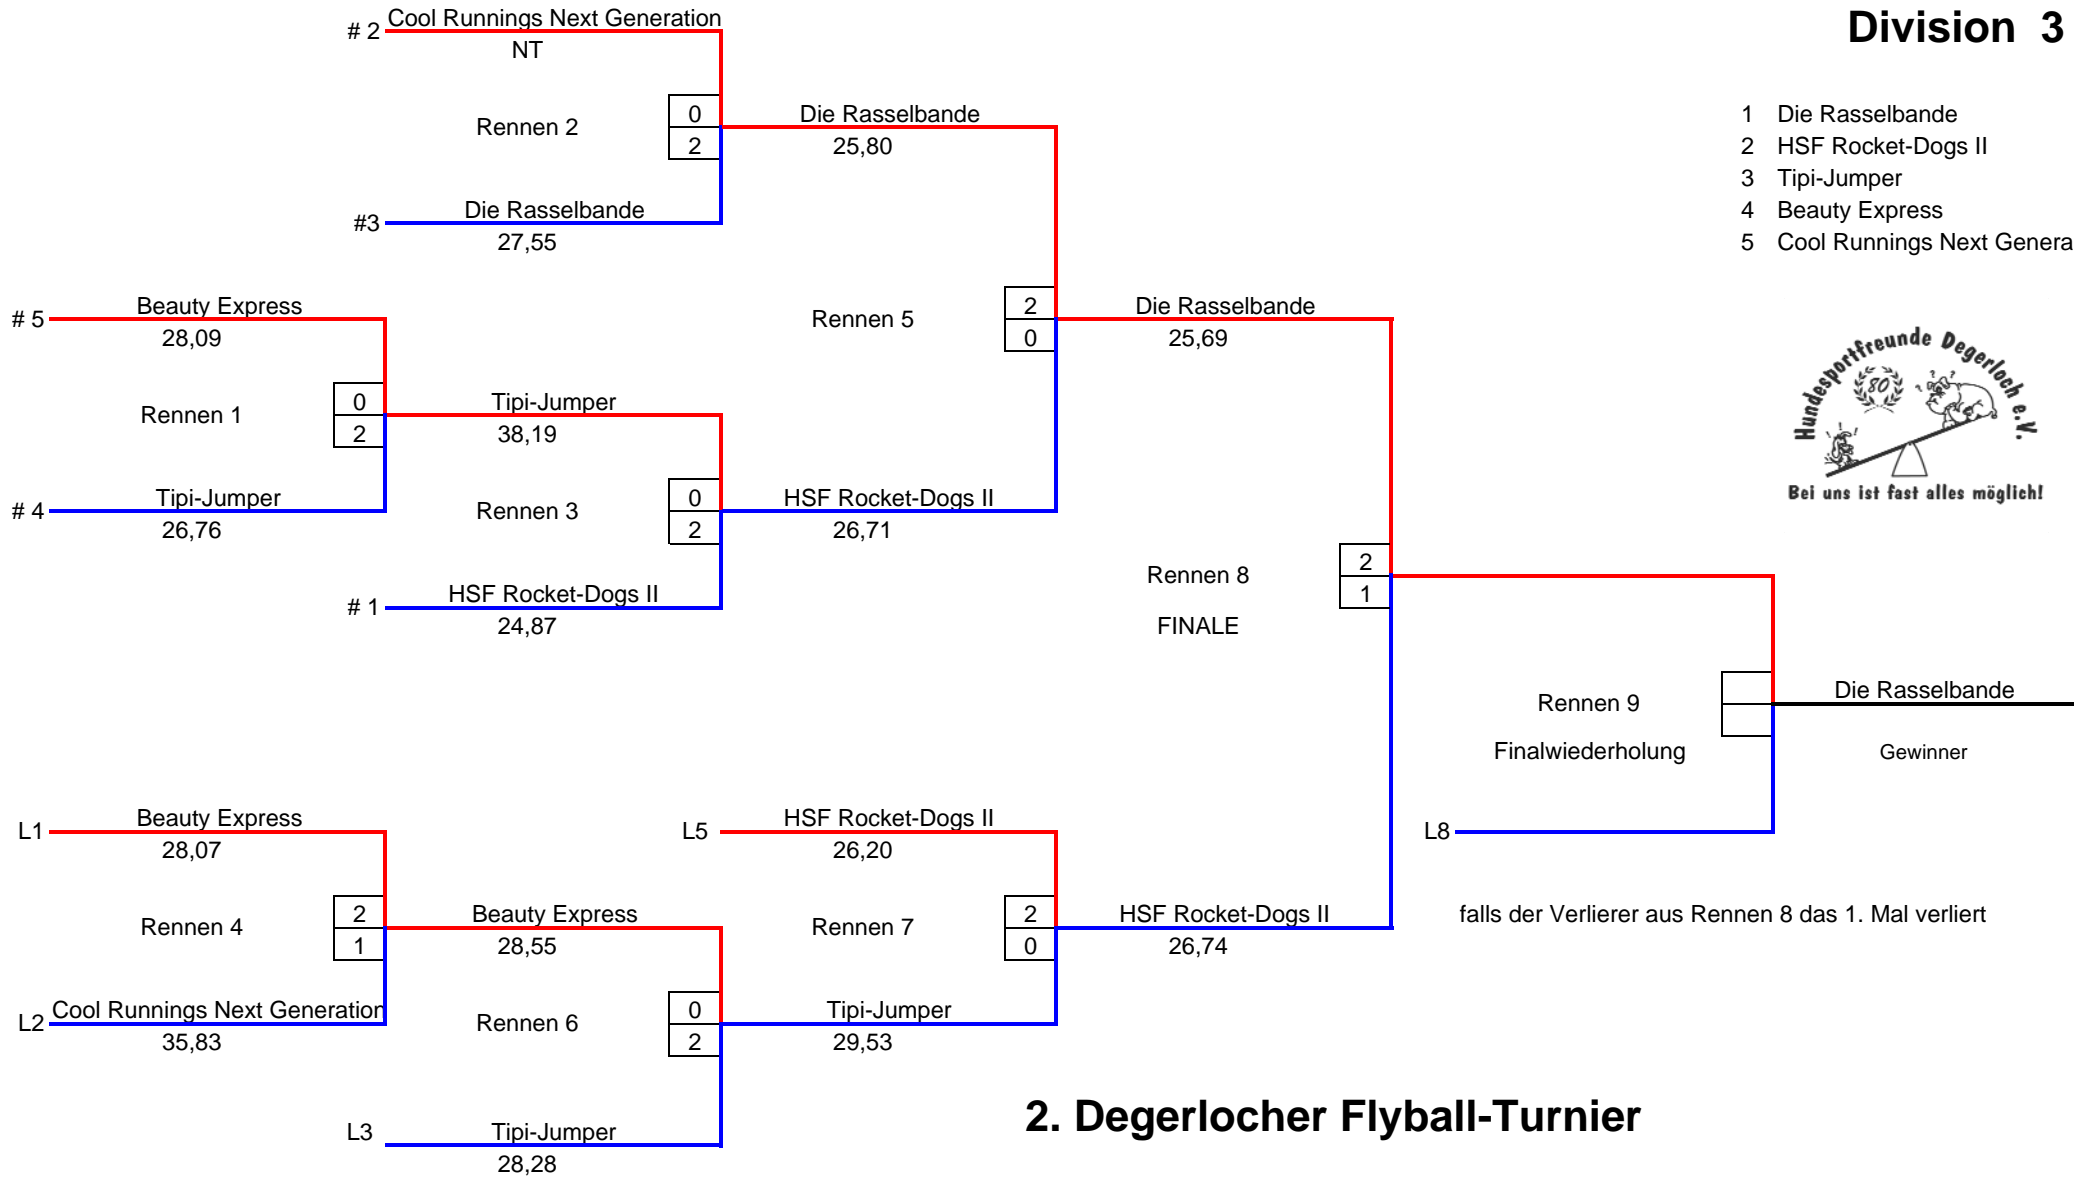 Division 3
# 2
Cool Runnings Next Generation
NT
Rennen 2
0
2
Die Rasselbande
25,80
#3
Die Rasselbande
27,55
1 Die Rasselbande
2 HSF Rocket-Dogs II
3 Tipi-Jumper
4 Beauty Express
5 Cool Runnings Next Genera
# 5
Beauty Express
28,09
Rennen 1
0
2
Tipi-Jumper
38,19
# 4
Tipi-Jumper
26,76
Rennen 3
0
2
HSF Rocket-Dogs II
26,71
# 1
HSF Rocket-Dogs II
24,87
Rennen 5
2
0
Die Rasselbande
25,69
Hundesportfreunde Degerloch e.V.
80
Bei uns ist fast alles möglich!
Rennen 8
2
1
FINALE
Rennen 9
Finalwiederholung
Die Rasselbande
Gewinner
L8
falls der Verlierer aus Rennen 8 das 1. Mal verliert
L1
Beauty Express
28,07
Rennen 4
2
1
Beauty Express
28,55
L2
Cool Runnings Next Generation
35,83
Rennen 6
0
2
Tipi-Jumper
29,53
L3
Tipi-Jumper
28,28
L5
HSF Rocket-Dogs II
26,20
Rennen 7
2
0
HSF Rocket-Dogs II
26,74
2. Degerlocher Flyball-Turnier